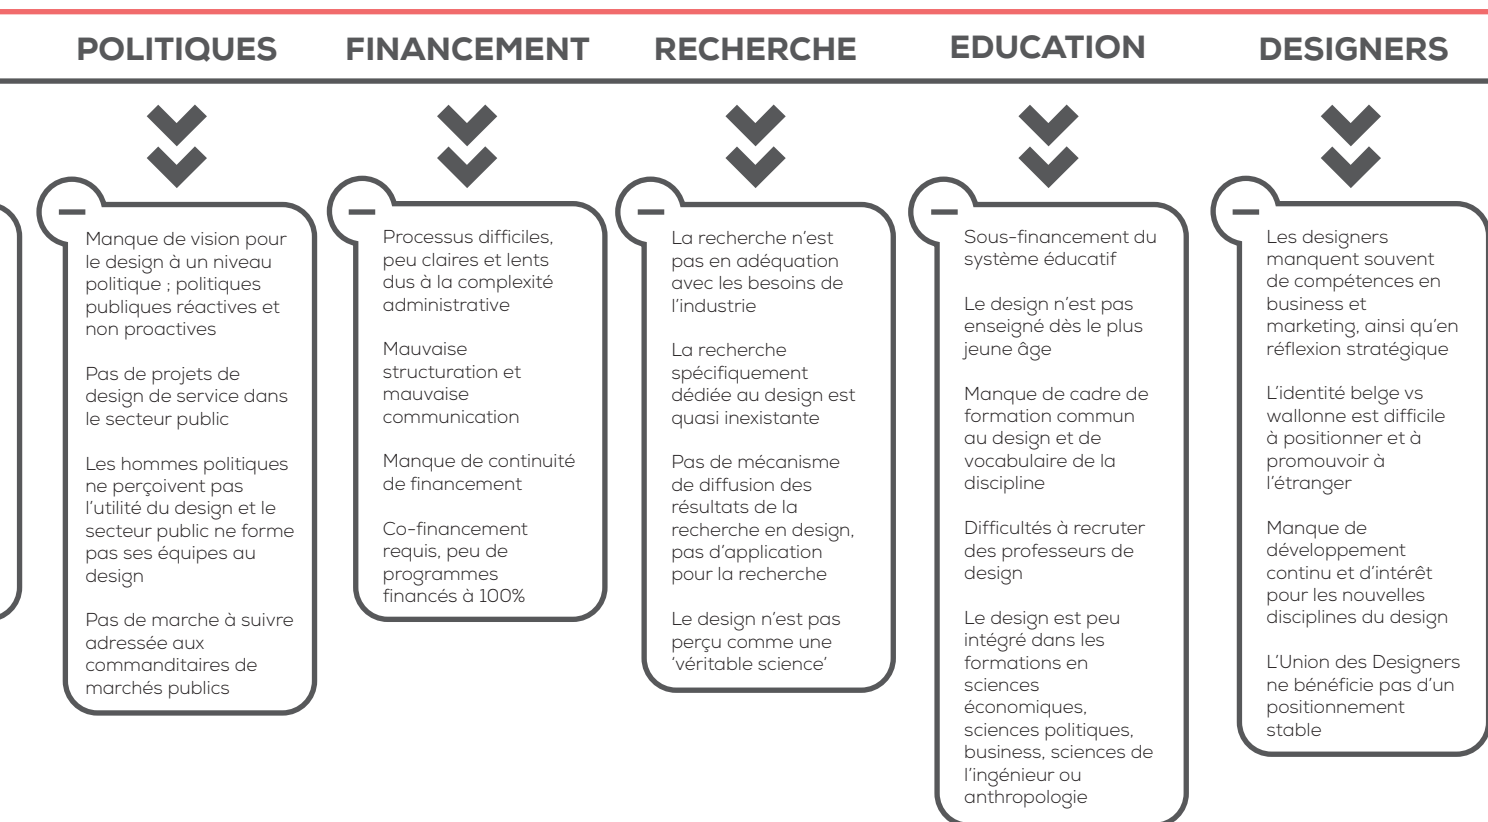 POLITIQUES
FINANCEMENT
RECHERCHE
EDUCATION
DESIGNERS
Manque de vision pour
le design à un niveau
politique ; politiques
publiques réactives et
non proactives
Pas de projets de
design de service dans
le secteur public
Les hommes politiques
ne perçoivent pas
l'utilité du design et le
secteur public ne forme
pas ses équipes au
design
Pas de marche à suivre
adressée aux
commanditaires de
marchés publics
Processus difficiles,
peu claires et lents
dus à la complexité
administrative
Mauvaise
structuration et
mauvaise
communication
Manque de continuité
de financement
Co-financement
requis, peu de
programmes
financés à 100%
La recherche n'est
pas en adéquation
avec les besoins de
l'industrie
La recherche
spécifiquement
dédiée au design est
quasi inexistante
Pas de mécanisme
de diffusion des
résultats de la
recherche en design,
pas d'application
pour la recherche
Le design n'est pas
perçu comme une
'véritable science'
Sous-financement du
système éducatif
Le design n'est pas
enseigné dès le plus
jeune âge
Manque de cadre de
formation commun
au design et de
vocabulaire de la
discipline
Difficultés à recruter
des professeurs de
design
Le design est peu
intégré dans les
formations en
sciences
économiques,
sciences politiques,
business, sciences de
l'ingénieur ou
anthropologie
Les designers
manquent souvent
de compétences en
business et
marketing, ainsi qu'en
réflexion stratégique
L'identité belge vs
wallonne est difficile
à positionner et à
promouvoir à
l'étranger
Manque de
développement
continu et d'intérêt
pour les nouvelles
disciplines du design
L'Union des Designers
ne bénéficie pas d'un
positionnement
stable